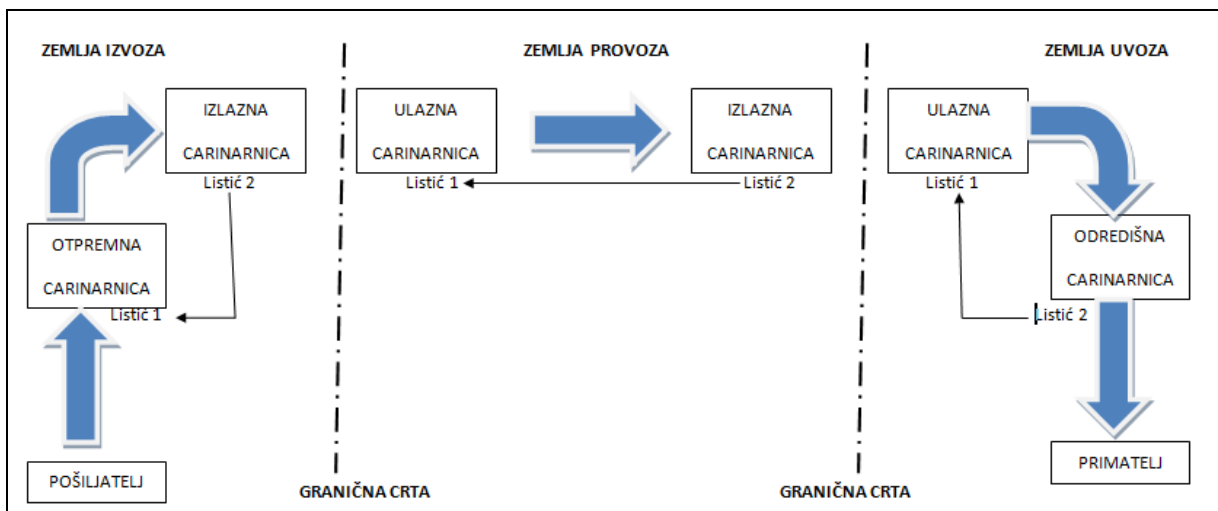 ZEMLJA IZVOZA
IZLAZNA
CARINARNICA
Listić 2
OTPREMNA
CARINARNICA
Listić 1
POŠILJATELJ
GRANIČNA CRTA
ZEMLJA PROVOZA
ULAZNA
CARINARNICA
Listić 1
IZLAZNA
CARINARNICA
Listić 2
GRANIČNA CRTA
ZEMLJA UVOZA
ULAZNA
CARINARNICA
Listić 1
ODREDIŠNA
CARINARNICA
Listić 2
PRIMATELJ